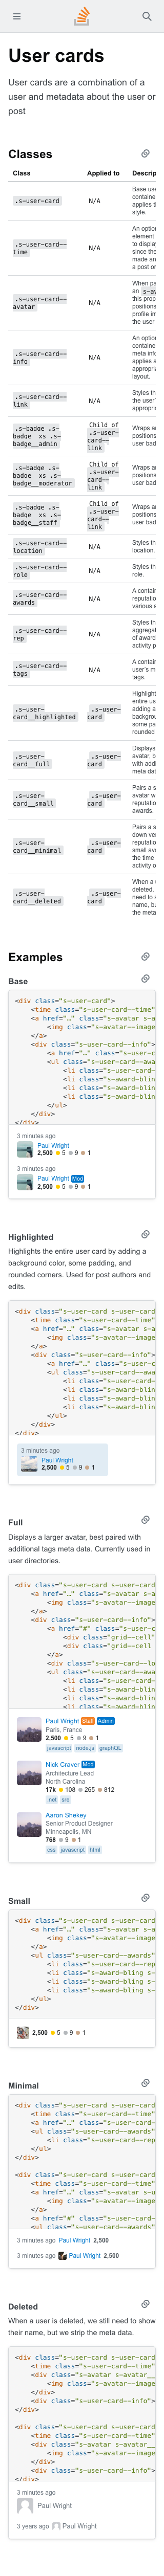 User cards
User cards are a combination of a
user and metadata about the user or
post
Classes
Class Applied to Descrip
.s-user-card N/A Base use
container
applies t
style.
.s-user-card--
time N/A An option
element
to display
since the
made an
a post or
.s-user-card--
avatar N/A When pa
an s-av
this prop
positions
profile im
the user
.s-user-card--
info N/A An option
container
meta info
applies a
appropria
layout.
.s-user-card--
link N/A Styles th
the user'
appropria
.s-badge .s-
badge__xs .s-
badge__admin Child of
.s-user-
card--
link Wraps ar
positions
user bad
.s-badge .s-
badge__xs .s-
badge__moderator Child of
.s-user-
card--
link Wraps ar
positions
user bad
.s-badge .s-
badge__xs .s-
badge__staff Child of
.s-user-
card--
link Wraps ar
positions
user bad
.s-user-card--
location N/A Styles th
location.
.s-user-card--
role N/A Styles th
role.
.s-user-card--
awards N/A A contain
reputatio
various a
.s-user-card--
rep N/A Styles th
aggregat
of award
activity p
.s-user-card--
tags N/A A contain
user's m
tags.
.s-user-
card__highlighted .s-user-
card Highlight
entire use
adding a
backgrou
some pa
rounded
.s-user-
card__full .s-user-
card Displays
avatar, b
with add
meta dat
.s-user-
card__small .s-user-
card Pairs a s
avatar w
reputatio
awards.
.s-user-
card__minimal .s-user-
card Pairs a s
down ve
reputatio
small av
the time
activity o
.s-user-
card__deleted .s-user-
card When a
deleted,
need to s
name, b
the meta
Examples
Base
<div class="s-user-card">
<time class="s-user-card--time"
<a href="…" class="s-avatar s-a
<img class="s-avatar--image
</a>
<div class="s-user-card--info">
<a href="…" class="s-user-c
<ul class="s-user-card--awa
<li class="s-user-card-
<li class="s-award-blin
<li class="s-award-blin
<li class="s-award-blin
</ul>
</div>
</div>
3 minutes ago
Paul Wright
2,500 5 9 1
3 minutes ago
Paul Wright Mod
2,500 5 9 1
Highlighted
Highlights the entire user card by adding a
background color, some padding, and
rounded corners. Used for post authors and
edits.
<div class="s-user-card s-user-card
<time class="s-user-card--time"
<a href="…" class="s-avatar s-a
<img class="s-avatar--image
</a>
<div class="s-user-card--info">
<a href="…" class="s-user-c
<ul class="s-user-card--awa
<li class="s-user-card-
<li class="s-award-blin
<li class="s-award-blin
<li class="s-award-blin
</ul>
</div>
</div>
3 minutes ago
Paul Wright
2,500 5 9 1
Full
Displays a larger avatar, best paired with
additional tags meta data. Currently used in
user directories.
<div class="s-user-card s-user-card
<a href="…" class="s-avatar s-a
<img class="s-avatar--image
</a>
<div class="s-user-card--info">
<a href="#" class="s-user-c
<div class="grid--cell"
<div class="grid--cell
</a>
<div class="s-user-card--lo
<ul class="s-user-card--awa
<li class="s-user-card-
<li class="s-award-blin
<li class="s-award-blin
<li class="s-award-blin
Paul Wright Staff Admin
Paris, France
2,500 5 9 1
javascript node.js graphQL
Nick Craver Mod
Architecture Lead
North Carolina
17k 108 265 812
.net sre
Aaron Shekey
Senior Product Designer
Minneapolis, MN
768 9 1
css javascript html
Small
<div class="s-user-card s-user-card
<a href="…" class="s-avatar s-a
<img class="s-avatar--image
</a>
<ul class="s-user-card--awards"
<li class="s-user-card--rep
<li class="s-award-bling s-
<li class="s-award-bling s-
<li class="s-award-bling s-
</ul>
</div>
2,500 5 9 1
Minimal
<div class="s-user-card s-user-card
<time class="s-user-card--time"
<a href="#" class="s-user-card-
<ul class="s-user-card--awards"
<li class="s-user-card--rep
</ul>
</div>
<div class="s-user-card s-user-card
<time class="s-user-card--time"
<a href="…" class="s-avatar s-a
<img class="s-avatar--image
</a>
<a href="#" class="s-user-card-
<ul class="s-user-card--awards"
3 minutes ago Paul Wright 2,500
3 minutes ago Paul Wright 2,500
Deleted
When a user is deleted, we still need to show
their name, but we strip the meta data.
<div class="s-user-card s-user-card
<time class="s-user-card--time"
<div class="s-avatar s-avatar__
<img class="s-avatar--image
</div>
<div class="s-user-card--info">
</div>
<div class="s-user-card s-user-card
<time class="s-user-card--time"
<div class="s-avatar s-avatar__
<img class="s-avatar--image
</div>
<div class="s-user-card--info">
</div>
3 minutes ago
Paul Wright
3 years ago Paul Wright